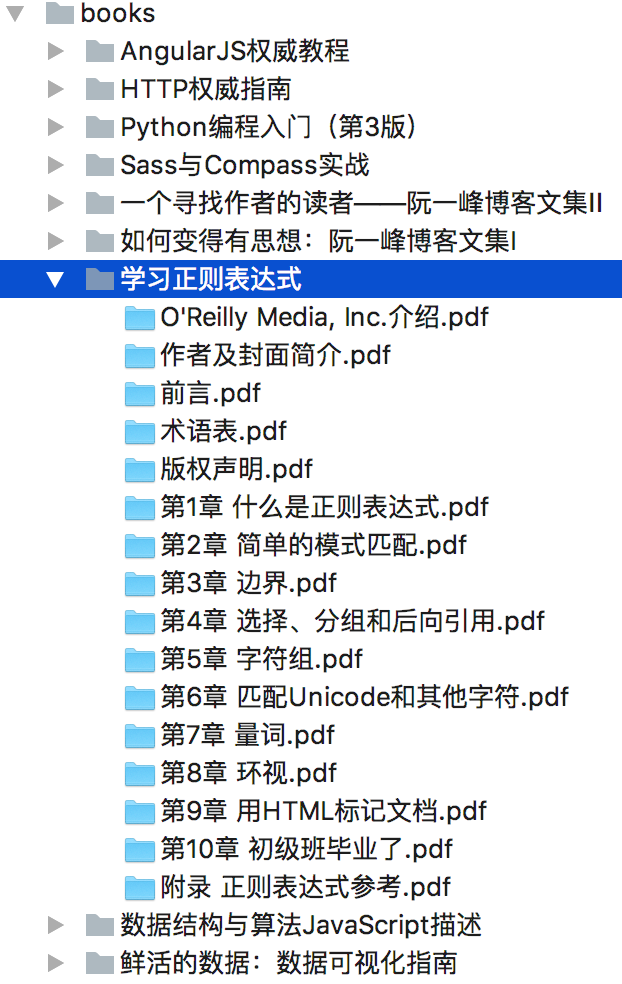 books
AngularJS权威教程
HTTP权威指南
Python编程入门（第3版）
Sass与Compass实战
一个寻找作者的读者——阮一峰博客文集II
如何变得有思想：阮一峰博客文集I
学习正则表达式
O'Reilly Media, Inc.介绍.pdf
作者及封面简介.pdf
前言.pdf
术语表.pdf
版权声明.pdf
第1章 什么是正则表达式.pdf
第2章 简单的模式匹配.pdf
第3章 边界.pdf
第4章 选择、分组和后向引用.pdf
第5章 字符组.pdf
第6章 匹配Unicode和其他字符.pdf
第7章 量词.pdf
第8章 环视.pdf
第9章 用HTML标记文档.pdf
第10章 初级班毕业了.pdf
附录 正则表达式参考.pdf
数据结构与算法JavaScript描述
鲜活的数据：数据可视化指南